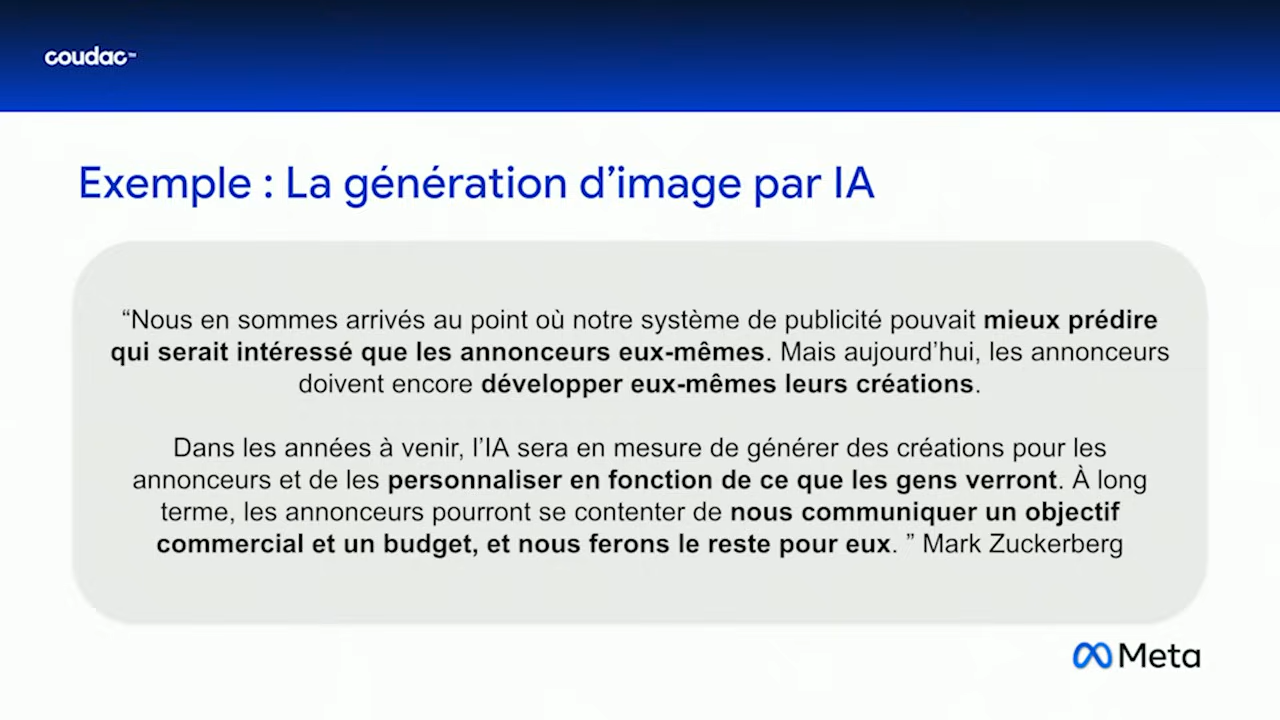 coudac™
Exemple : La génération d’image par IA
“Nous en sommes arrivés au point où notre système de publicité pouvait mieux prédire
qui serait intéressé que les annonceurs eux-mêmes. Mais aujourd’hui, les annonceurs
doivent encore développer eux-mêmes leurs créations.
Dans les années à venir, l’IA sera en mesure de générer des créations pour les
annonceurs et de les personnaliser en fonction de ce que les gens verront. À long
terme, les annonceurs pourront se contenter de nous communiquer un objectif
commercial et un budget, et nous ferons le reste pour eux. ” Mark Zuckerberg
Meta